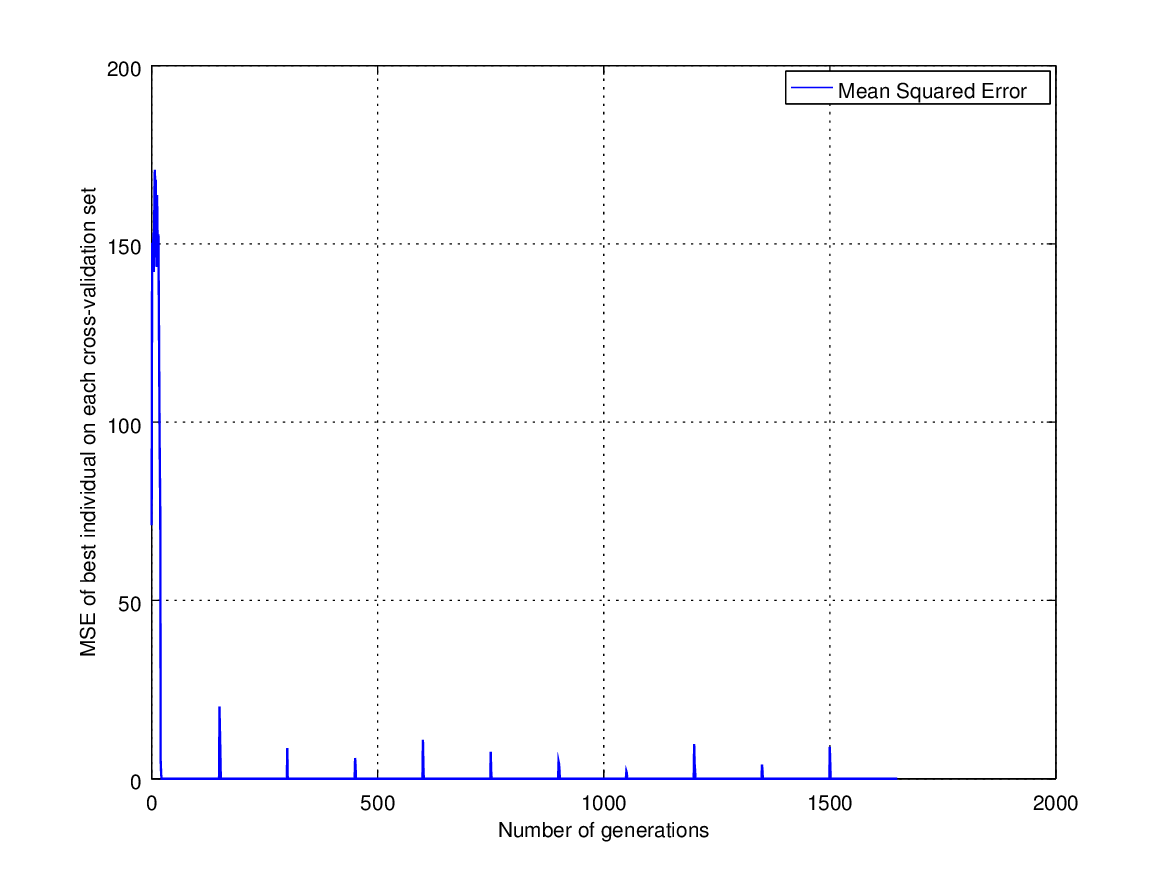 Mean Squared Error
MSE of best individual on each cross-validation set
200
150
100
50
0
0 500 1000 1500 2000
Number of generations